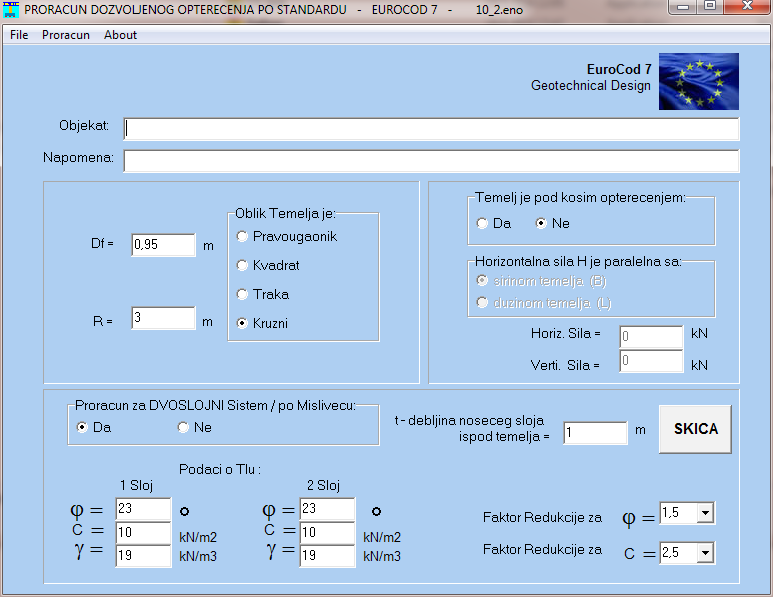 PRORACUN DOZVOLJENOG OPTERECENJA PO STANDARDU - EUROCOD 7 - 10_2.eno
File Proracun About
EuroCod 7
Geotechnical Design
Objekat:
Napomena:
Df = 0,95 m
R = 3 m
Oblik Temelja je:
Pravougaonik
Kvadrat
Traka
Kruzni
Temelj je pod kosim opterecenjem:
Da Ne
Horizontalna sila H je paralelna sa:
sirinom temelja (B)
duzinom temelja (L)
Horiz. Sila = 0 kN
Verti. Sila = 0 kN
Proracun za DVOSLOJNI Sistem / po Mislivecu:
Da Ne
t - debljina noseceg sloja
ispod temelja = 1 m
SKICA
Podaci o Tlu :
1 Sloj 2 Sloj
φ = 23 o φ = 23 o
C = 10 kN/m2 C = 10 kN/m2
γ = 19 kN/m3 γ = 19 kN/m3
Faktor Redukcije za φ = 1,5
Faktor Redukcije za C = 2,5